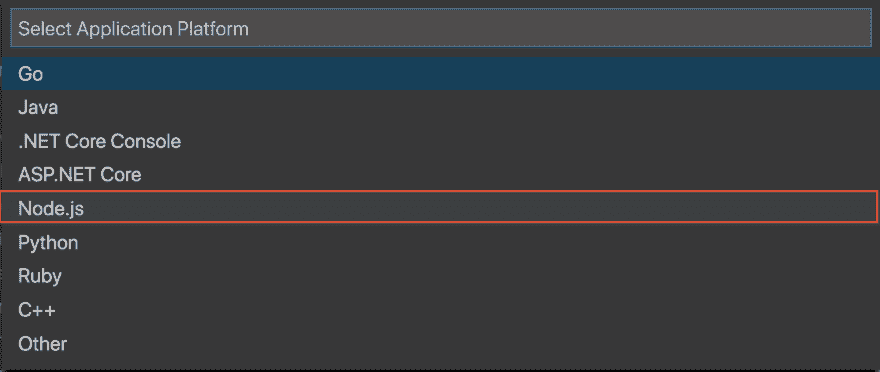 Select Application Platform
Go
Java
.NET Core Console
ASP.NET Core
Node.js
Python
Ruby
C++
Other